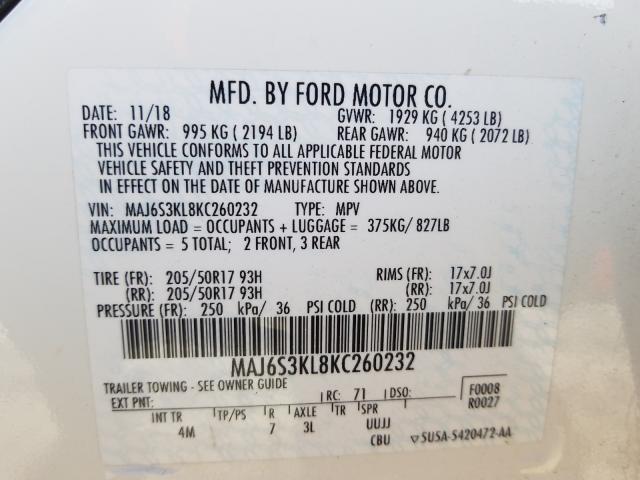 MFD. BY FORD MOTOR CO.
DATE: 11/18 GVWR: 1929 KG ( 4253 LB)
FRONT GAWR: 995 KG ( 2194 LB) REAR GAWR: 940 KG ( 2072 LB)
THIS VEHICLE CONFORMS TO ALL APPLICABLE FEDERAL MOTOR
VEHICLE SAFETY AND THEFT PREVENTION STANDARDS
IN EFFECT ON THE DATE OF MANUFACTURE SHOWN ABOVE.
VIN: MAJ6S3KL8KC260232 TYPE: MPV
MAXIMUM LOAD = OCCUPANTS + LUGGAGE = 375KG/ 827LB
OCCUPANTS = 5 TOTAL; 2 FRONT, 3 REAR
TIRE (FR): 205/50R17 93H RIMS (FR): 17x7.0J
(RR): 205/50R17 93H (RR): 17x7.0J
PRESSURE (FR): 250 kPa/ 36 PSI COLD (RR): 250 kPa/ 36 PSI COLD
MAJ6S3KL8KC260232
TRAILER TOWING - SEE OWNER GUIDE
EXT PNT: RC: 71 DSO: F0008
R0027
INT TR TP/PS R AXLE TR SPR
4M 7 3L UUJJ
CBU SUSA-S420472-AA